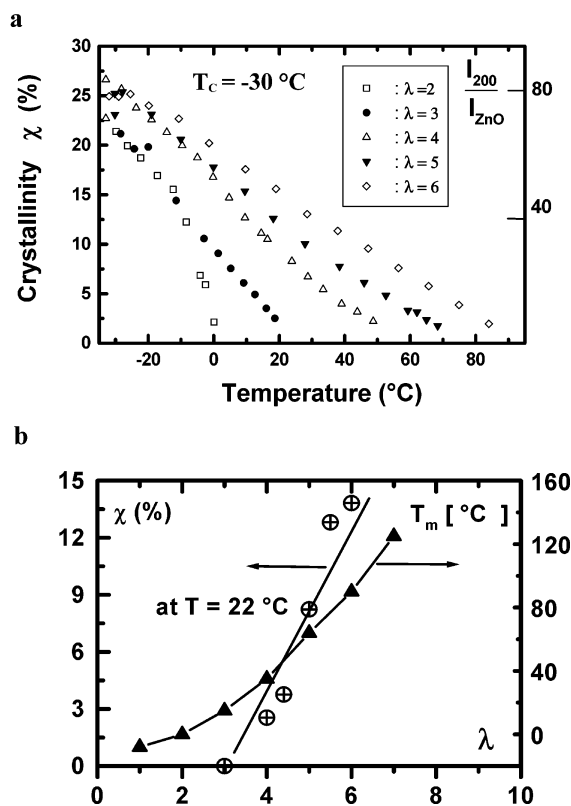 a
T_C = -30 °C
: λ=2
: λ=3
: λ=4
: λ=5
: λ=6
I_200
I_ZnO
80
40
Crystallinity χ (%)
30
25
20
15
10
5
0
-20 0 20 40 60 80
Temperature (°C)
b
χ (%)
T_m [ °C ]
at T = 22 °C
λ
15
12
9
6
3
0
160
120
80
40
0
0 2 4 6 8 10